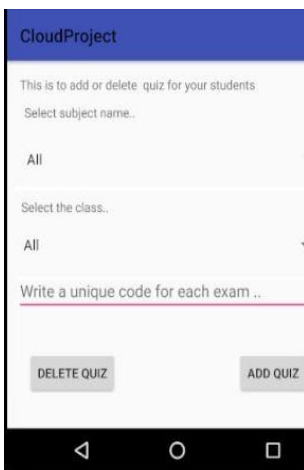 CloudProject
This is to add or delete quiz for your students
Select subject name..
All
Select the class..
All
Write a unique code for each exam ..
DELETE QUIZ
ADD QUIZ